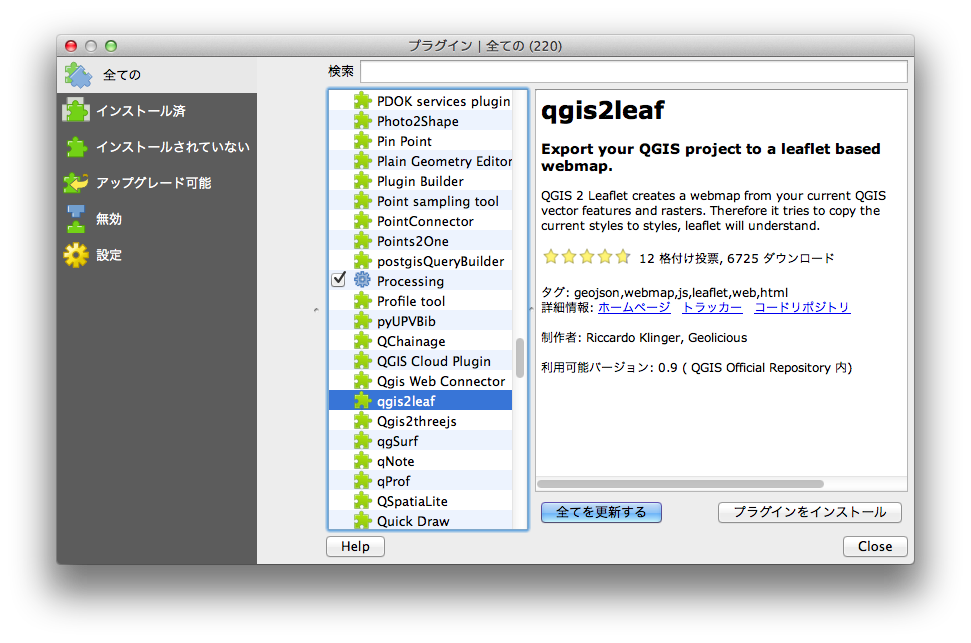 プラグイン | 全ての (220)
全ての
インストール済
インストールされていない
アップグレード可能
無効
設定
検索
PDOK services plugin
Photo2Shape
Pin Point
Plain Geometry Editor
Plugin Builder
Point sampling tool
PointConnector
Points2One
postgisQueryBuilder
Processing
Profile tool
pyUPVBib
QChainage
QGIS Cloud Plugin
Qgis Web Connector
qgis2leaf
Qgis2threejs
qgSurf
qNote
qProf
QSpatiaLite
Quick Draw
qgis2leaf
Export your QGIS project to a leaflet based
webmap.
QGIS 2 Leaflet creates a webmap from your current QGIS
vector features and rasters. Therefore it tries to copy the
current styles to styles, leaflet will understand.
12 格付け投票, 6725 ダウンロード
タグ: geojson,webmap,js,leaflet,web,html
詳細情報: ホームページ トラッカー コードリポジトリ
制作者: Riccardo Klinger, Geolicious
利用可能バージョン: 0.9 ( QGIS Official Repository 内)
全てを更新する
プラグインをインストール
Help
Close